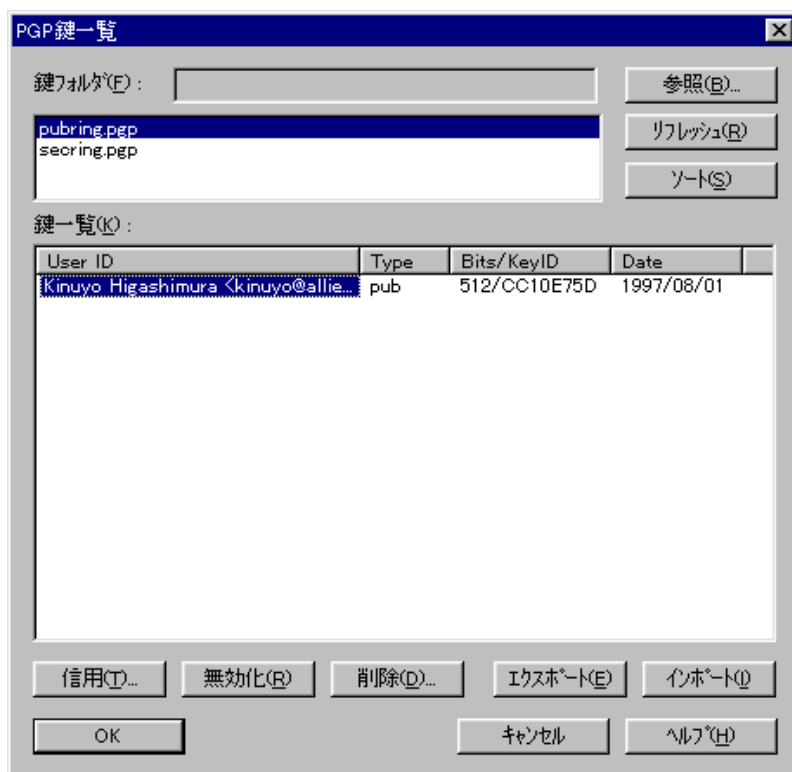 PGP鍵一覧
鍵ﾌｫﾙﾀﾞ(F) :
参照(B)...
pubring.pgp
secring.pgp
ﾘﾌﾚｯｼｭ(R)
ｿｰﾄ(S)
鍵一覧(K) :
User ID Type Bits/KeyID Date
Kinuyo Higashimura <kinuyo@allie... pub 512/CC10E75D 1997/08/01
信用(T)... 無効化(R) 削除(D)... ｴｸｽﾎﾟｰﾄ(E) ｲﾝﾎﾟｰﾄ(I)
OK ｷｬﾝｾﾙ ﾍﾙﾌﾟ(H)